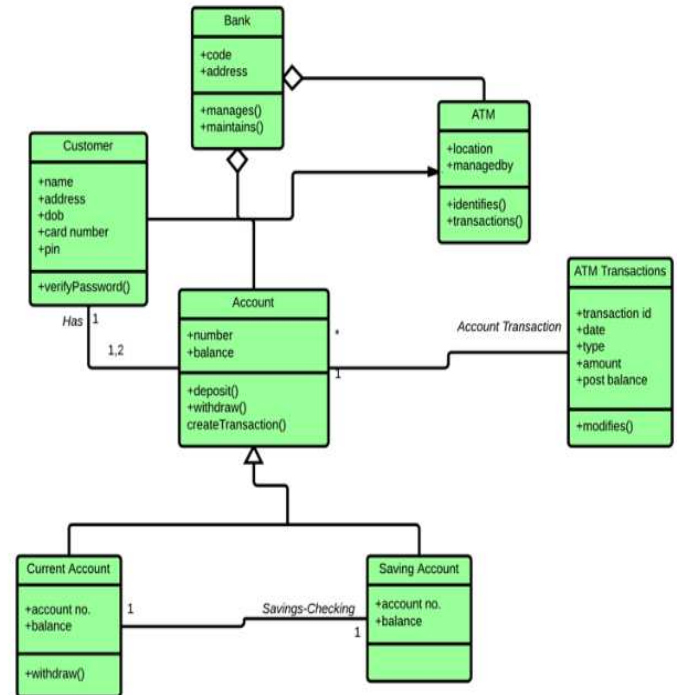 Bank
+code
+address
+manages()
+maintains()
ATM
+location
+managedby
+identifies()
+transactions()
Customer
+name
+address
+dob
+card number
+pin
+verifyPassword()
Has
1
1,2
Account
+number
+balance
+deposit()
+withdraw()
createTransaction()
*
1
Account Transaction
ATM Transactions
+transaction id
+date
+type
+amount
+post balance
+modifies()
Current Account
+account no.
+balance
+withdraw()
1
Savings-Checking
1
Saving Account
+account no.
+balance